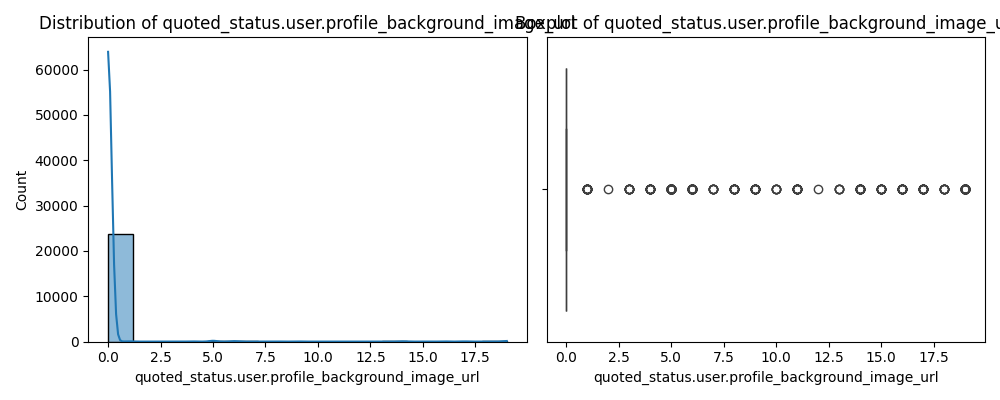 Distribution of quoted_status.user.profile_background_image_url
Boxplot of quoted_status.user.profile_background_image_u
60000
50000
40000
30000
20000
10000
0
Count
0.0 2.5 5.0 7.5 10.0 12.5 15.0 17.5
quoted_status.user.profile_background_image_url
0.0 2.5 5.0 7.5 10.0 12.5 15.0 17.5
quoted_status.user.profile_background_image_url